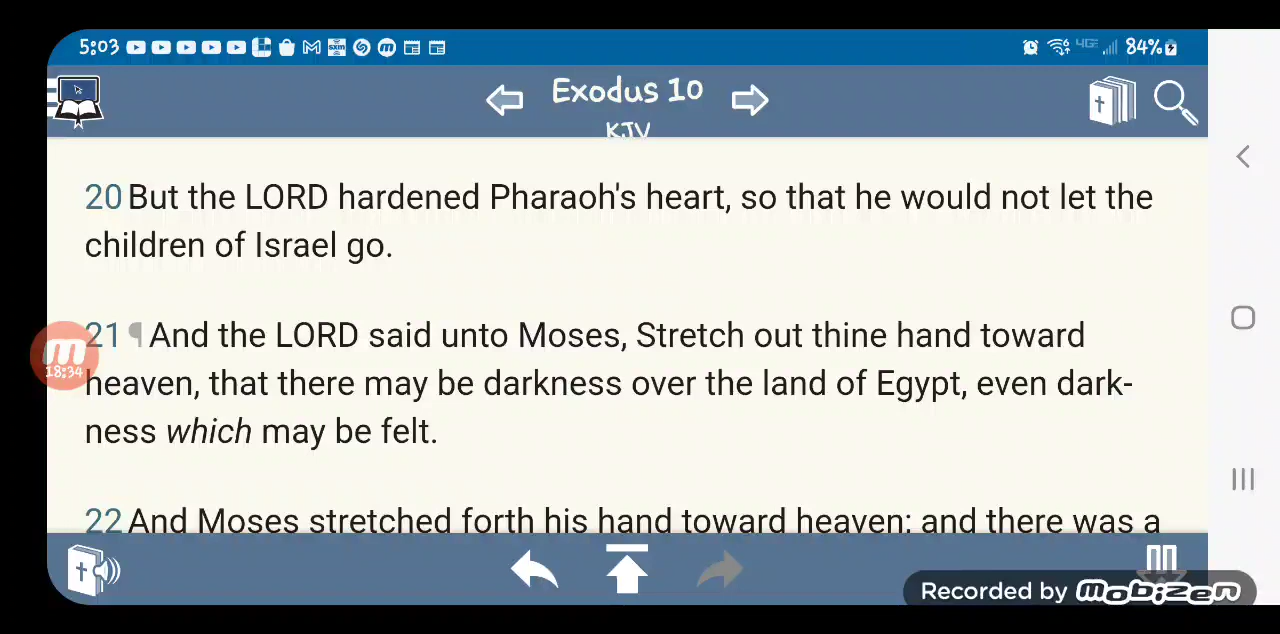 5:03 84%
Exodus 10
KJV
20 But the LORD hardened Pharaoh's heart, so that he would not let the
children of Israel go.
21 ¶ And the LORD said unto Moses, Stretch out thine hand toward
heaven, that there may be darkness over the land of Egypt, even dark-
ness which may be felt.
18:34
22 And Moses stretched forth his hand toward heaven; and there was a
Recorded by mobizen